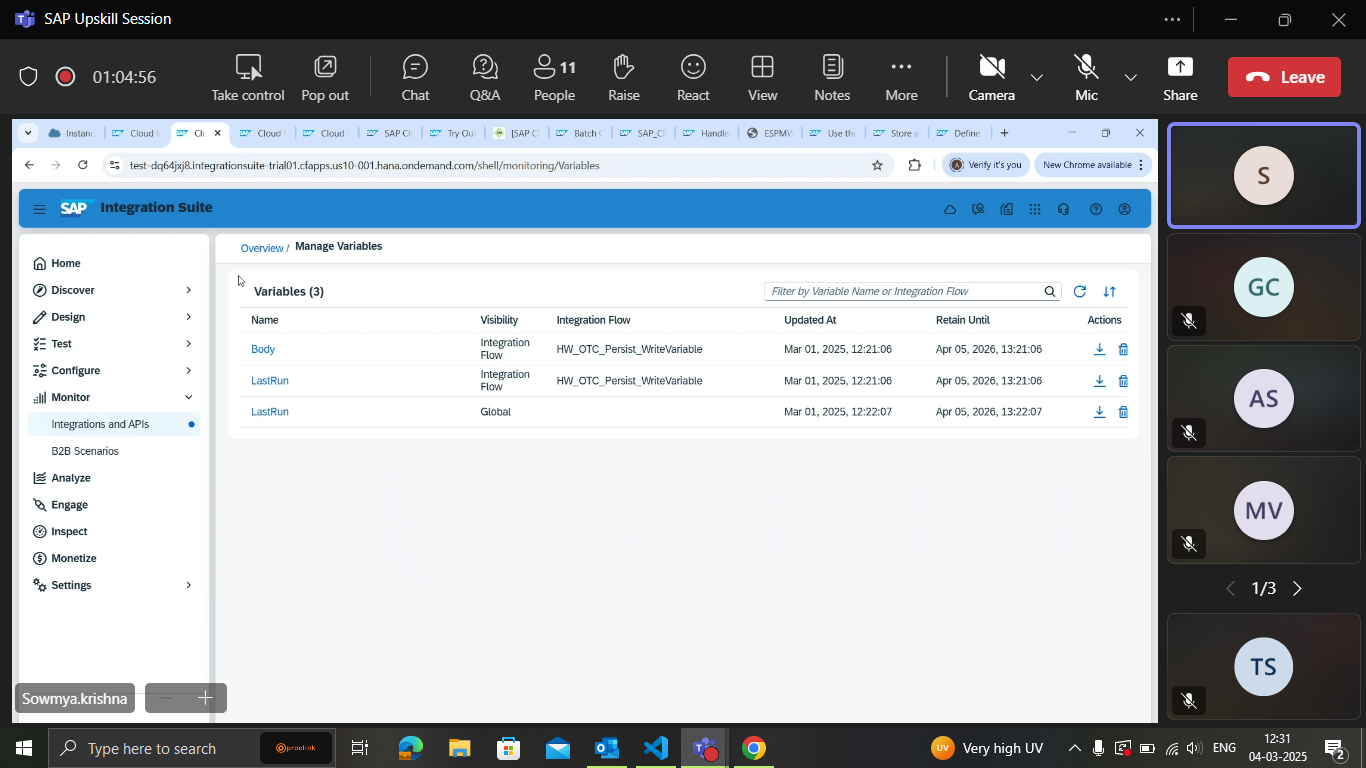 SAP Upskill Session
01:04:56
Take control
Pop out
Chat
Q&A
11
People
Raise
React
View
Notes
More
Camera
Mic
Share
Leave
Instanc
Cloud
Clo
Cloud
Cloud
SAP Cl
Try Ou
[SAP C
Batch
SAP_CP
Handle
ESPMV
Use the
Store a
Define
test-dq64jxj8.integrationsuite-trial01.cfapps.us10-001.hana.ondemand.com/shell/monitoring/Variables
Verify it's you
New Chrome available
SAP Integration Suite
Home
Discover
Design
Test
Configure
Monitor
Integrations and APIs
B2B Scenarios
Analyze
Engage
Inspect
Monetize
Settings
Overview / Manage Variables
Variables (3)
Filter by Variable Name or Integration Flow
Name Visibility Integration Flow Updated At Retain Until Actions
Body Integration Flow HW_OTC_Persist_WriteVariable Mar 01, 2025, 12:21:06 Apr 05, 2026, 13:21:06
LastRun Integration Flow HW_OTC_Persist_WriteVariable Mar 01, 2025, 12:21:06 Apr 05, 2026, 13:21:06
LastRun Global Mar 01, 2025, 12:22:07 Apr 05, 2026, 13:22:07
Sowmya.krishna
S
GC
AS
MV
1/3
TS
Type here to search
proclink
UV
Very high UV
ENG
12:31
04-03-2025
2